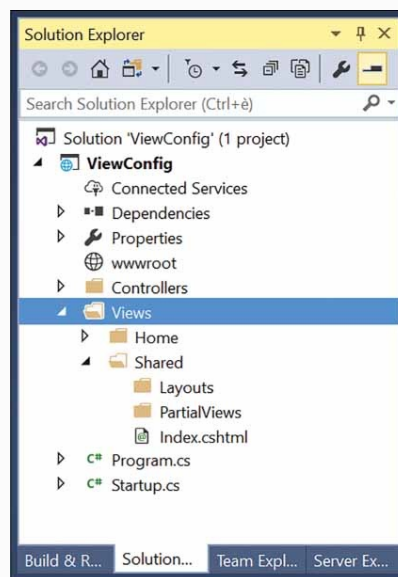 Solution Explorer
Search Solution Explorer (Ctrl+è)
Solution 'ViewConfig' (1 project)
ViewConfig
Connected Services
Dependencies
Properties
wwwroot
Controllers
Views
Home
Shared
Layouts
PartialViews
Index.cshtml
C# Program.cs
C# Startup.cs
Build & R... Solution... Team Expl... Server Ex...